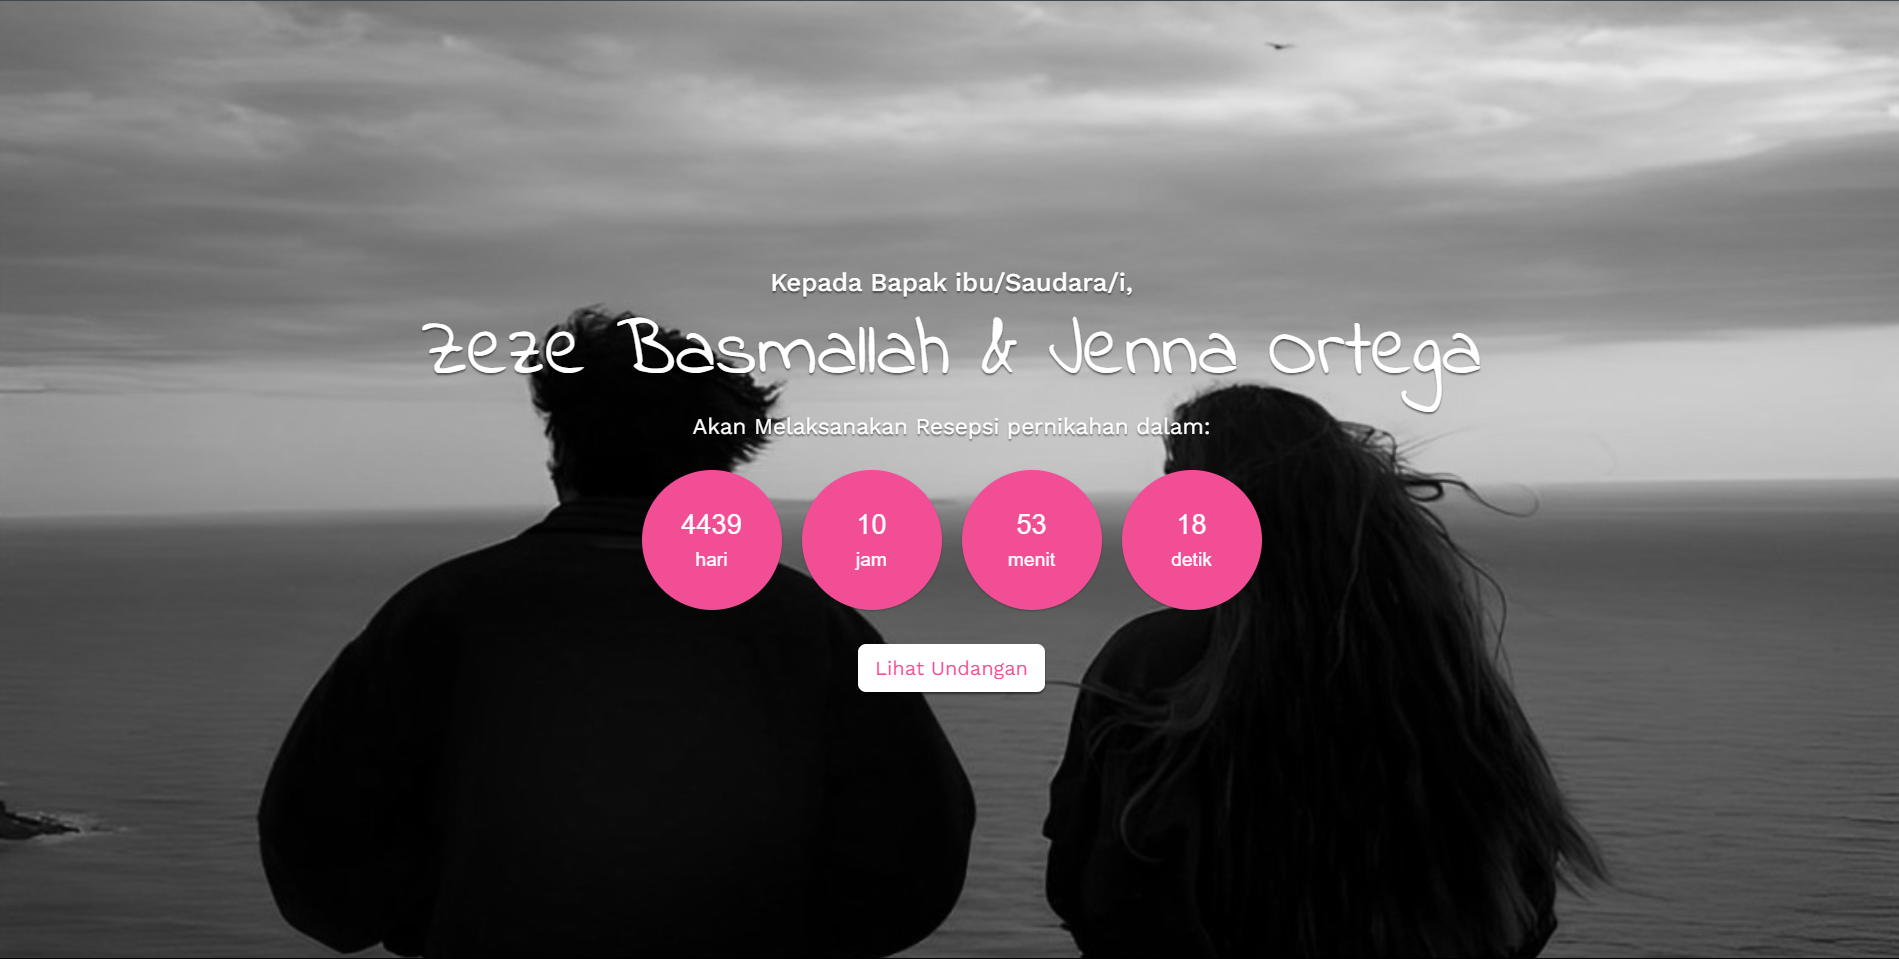 Kepada Bapak ibu/Saudara/i,
Zeze Basmallah & Jenna Ortega
Akan Melaksanakan Resepsi pernikahan dalam:
4439 10 53 18
hari jam menit detik
Lihat Undangan